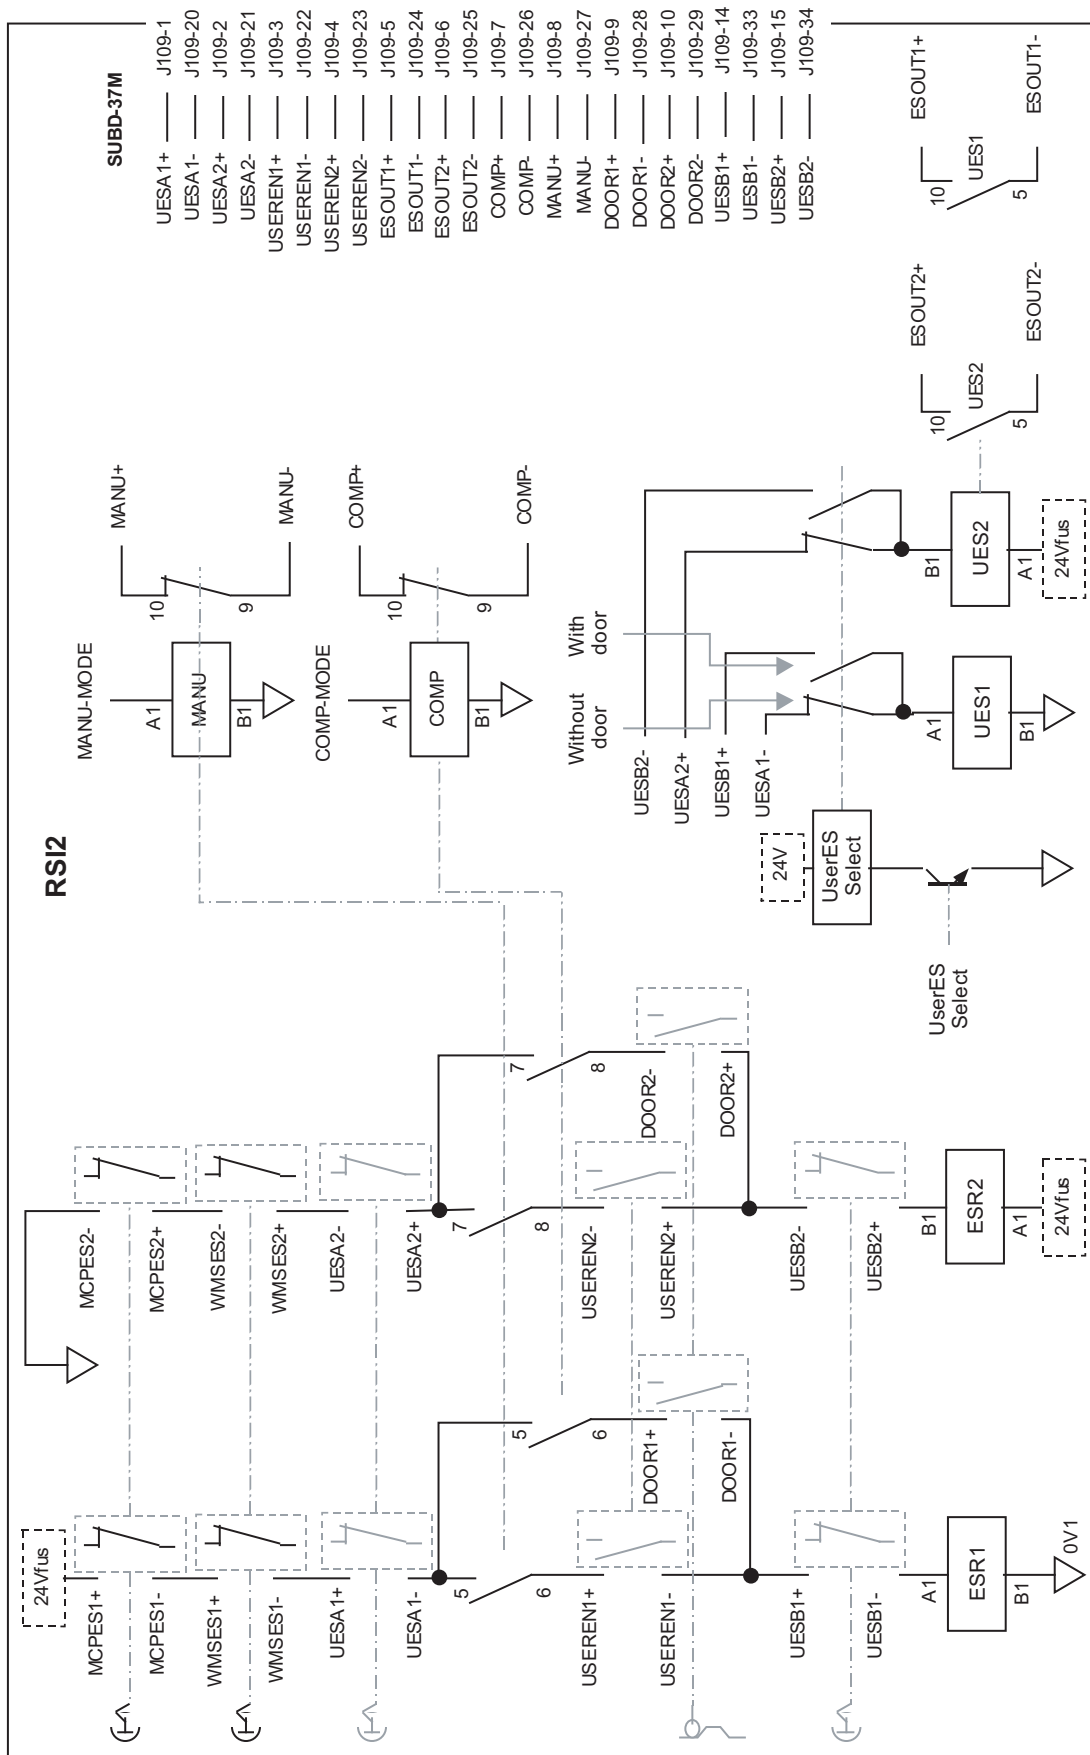 RSI2
SUBD-37M
UESA1+ J109-1
UESA1- J109-20
UESA2+ J109-2
UESA2- J109-21
USEREN1+ J109-3
USEREN1- J109-22
USEREN2+ J109-4
USEREN2- J109-23
ESOUT1+ J109-5
ESOUT1- J109-24
ESOUT2+ J109-6
ESOUT2- J109-25
COMP+ J109-7
COMP- J109-26
MANU+ J109-8
MANU- J109-27
DOOR1+ J109-9
DOOR1- J109-28
DOOR2+ J109-10
DOOR2- J109-29
UESB1+ J109-14
UESB1- J109-33
UESB2+ J109-15
UESB2- J109-34
24Vfus
MCPES1+
MCPES1-
WMSES1+
WMSES1-
UESA1+
UESA1-
5
6
5
6
USEREN1+
USEREN1-
DOOR1+
DOOR1-
UESB1+
UESB1-
A1
ESR1
B1
0V1
MCPES2-
MCPES2+
WMSES2-
WMSES2+
UESA2-
UESA2+
7
8
7
8
USEREN2-
USEREN2+
DOOR2-
DOOR2+
UESB2-
UESB2+
B1
ESR2
A1
24Vfus
MANU-MODE
A1
MANU
B1
10
9
MANU+
MANU-
COMP-MODE
A1
COMP
B1
10
9
COMP+
COMP-
Without
door
With
door
UESB2-
UESA2+
UESB1+
UESA1-
24V
UserES
Select
UserES
Select
A1
UES1
B1
B1
UES2
A1
24Vfus
10
5
UES2
ESOUT2+
ESOUT2-
10
5
UES1
ESOUT1+
ESOUT1-